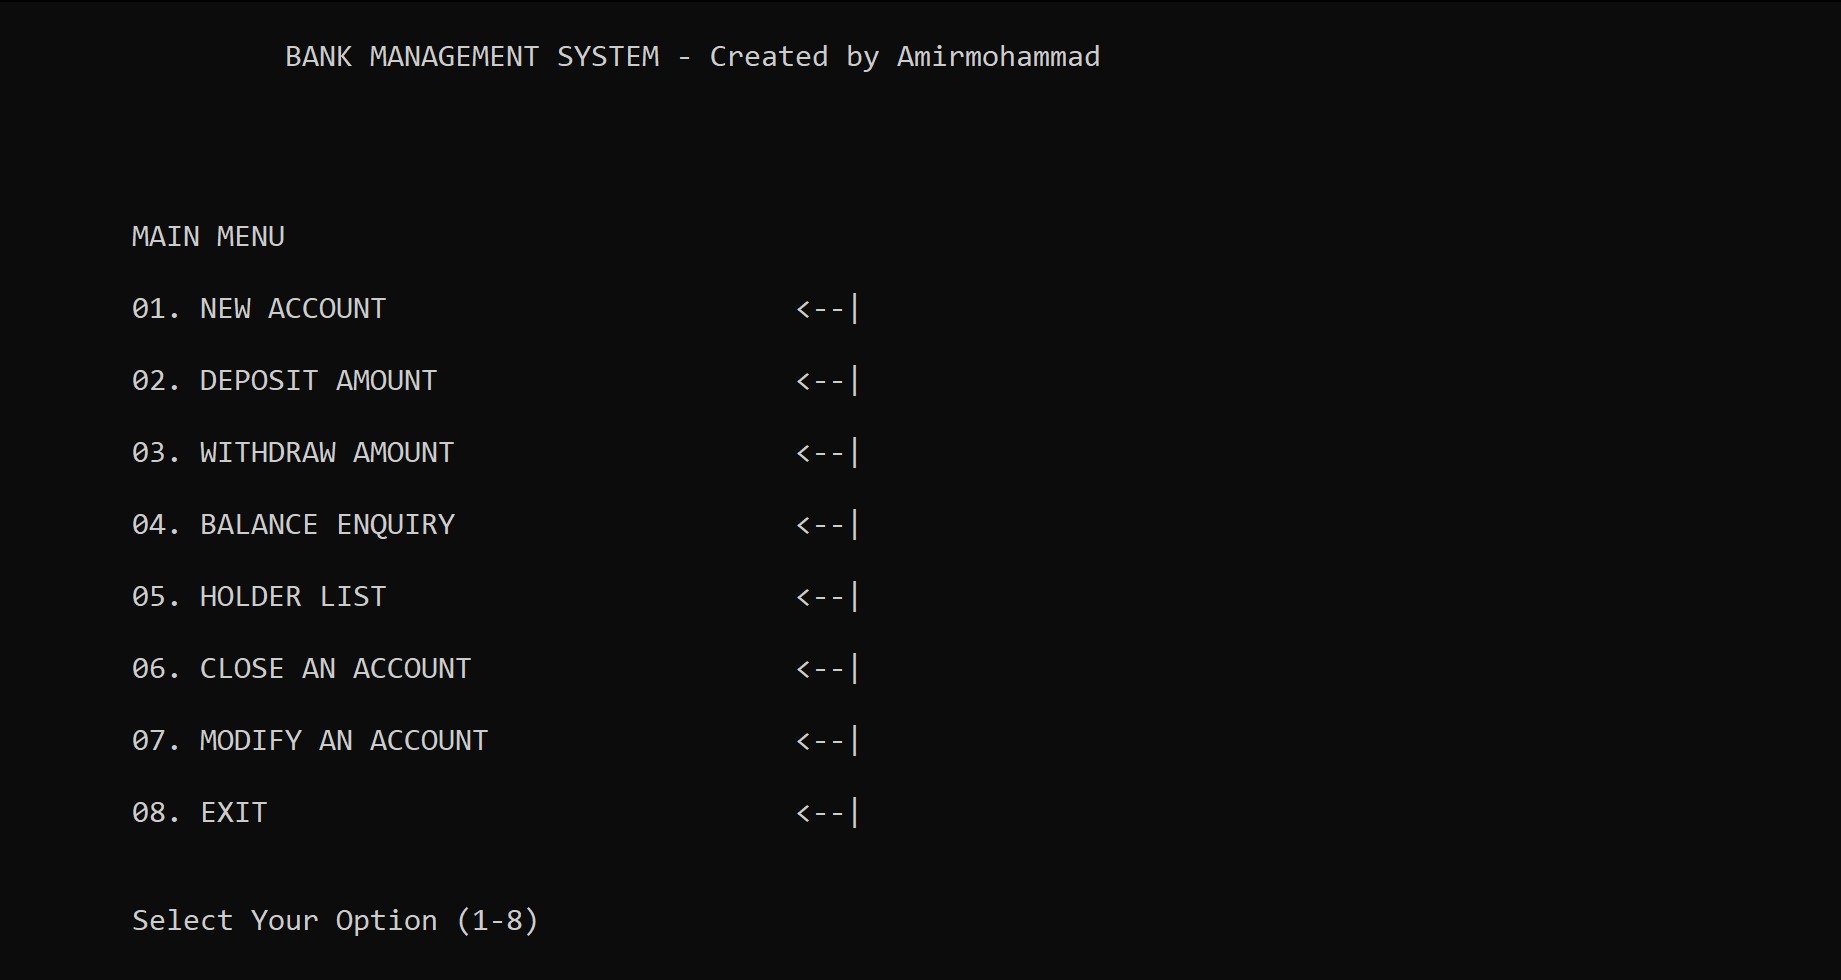 BANK MANAGEMENT SYSTEM - Created by Amirmohammad
MAIN MENU
01. NEW ACCOUNT <--|
02. DEPOSIT AMOUNT <--|
03. WITHDRAW AMOUNT <--|
04. BALANCE ENQUIRY <--|
05. HOLDER LIST <--|
06. CLOSE AN ACCOUNT <--|
07. MODIFY AN ACCOUNT <--|
08. EXIT <--|
Select Your Option (1-8)